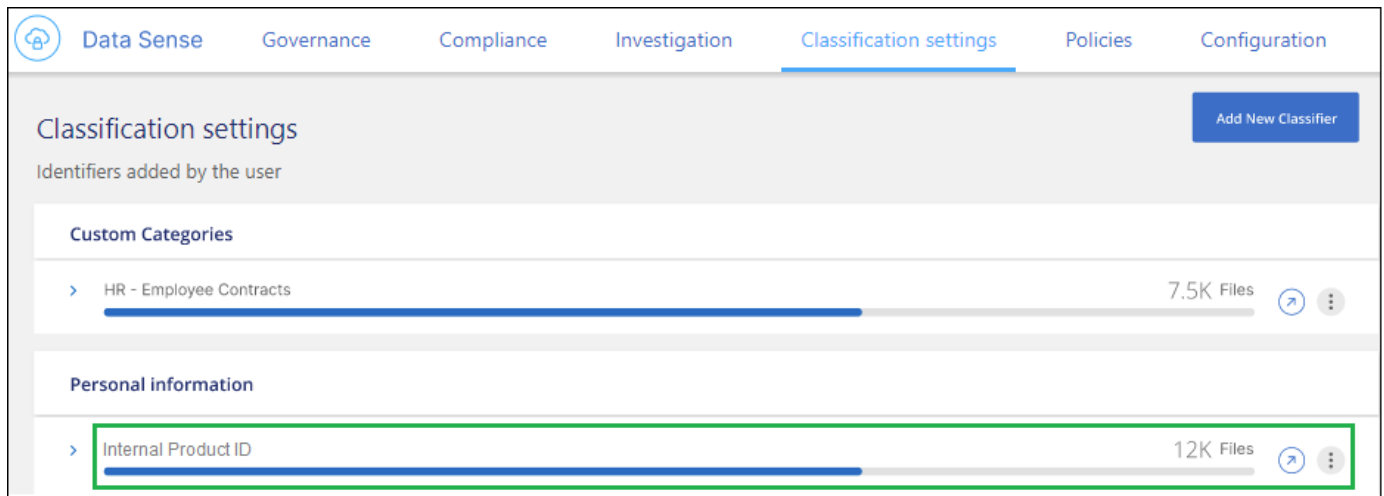 Data Sense Governance Compliance Investigation Classification settings Policies Configuration
Classification settings
Add New Classifier
Identifiers added by the user
Custom Categories
HR - Employee Contracts 7.5K Files
Personal information
Internal Product ID 12K Files